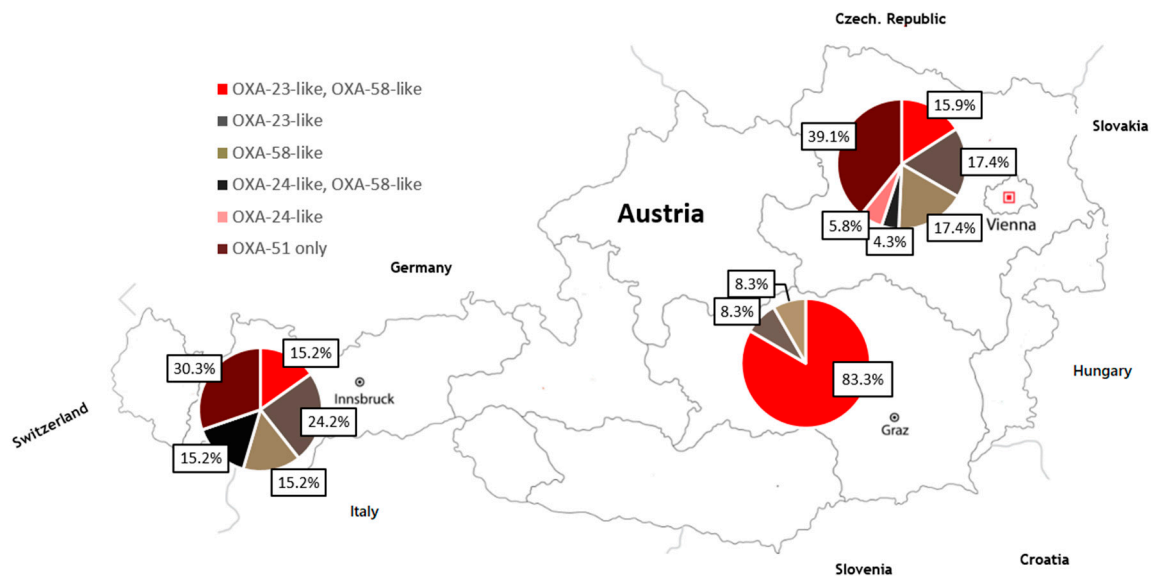 Czech. Republic
OXA-23-like, OXA-58-like
OXA-23-like
OXA-58-like
OXA-24-like, OXA-58-like
OXA-24-like
OXA-51 only
15.9%
39.1%
17.4%
17.4%
5.8%
4.3%
Slovakia
Vienna
Austria
Germany
8.3%
8.3%
83.3%
Graz
Hungary
15.2%
30.3%
24.2%
15.2%
15.2%
Innsbruck
Switzerland
Italy
Slovenia
Croatia